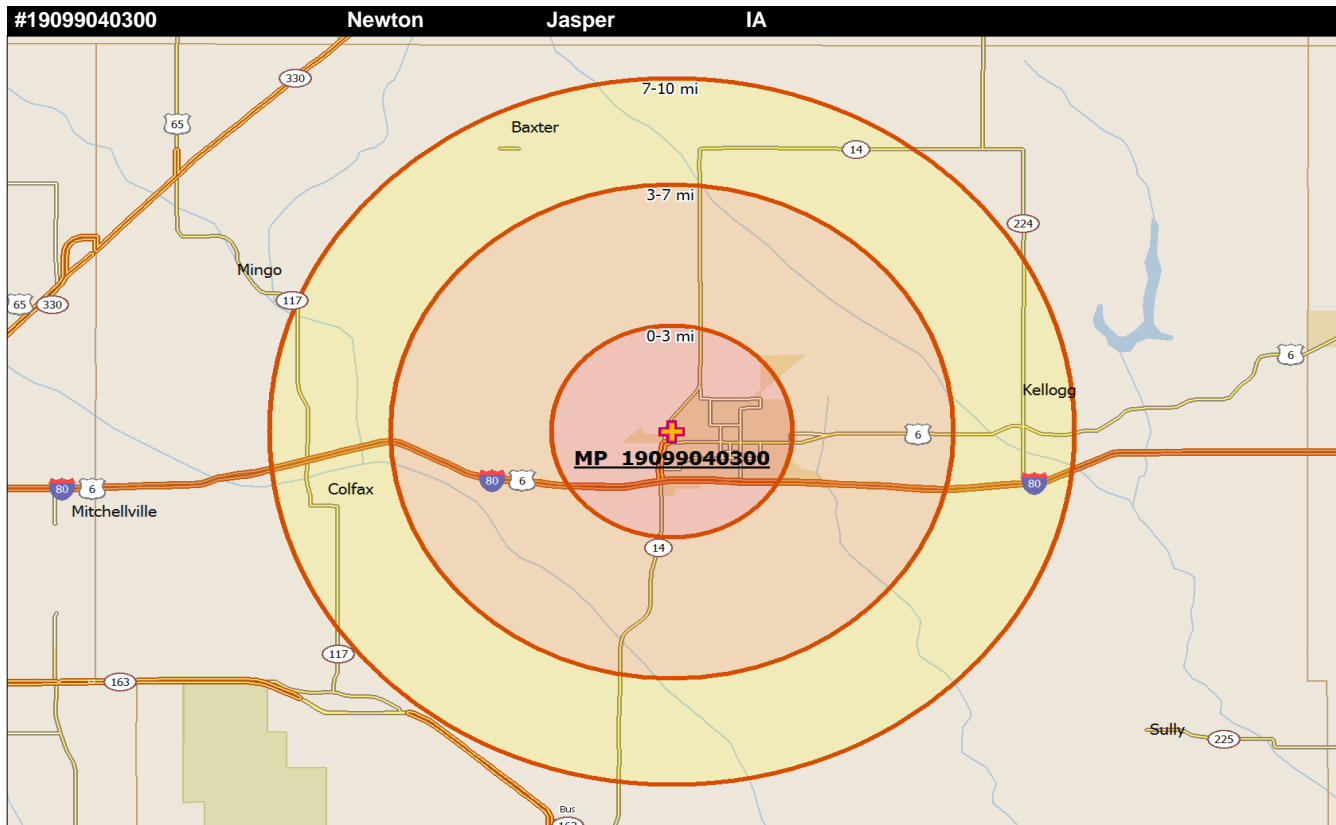 #19099040300 Newton Jasper IA
330
7-10 mi
65
Baxter
14
3-7 mi
224
Mingo
117
65 330
0-3 mi
6
Kellogg
6
MP 19099040300
80 6
80
80 6
Colfax
Mitchellville
14
117
163
Sully
225
Bus
163